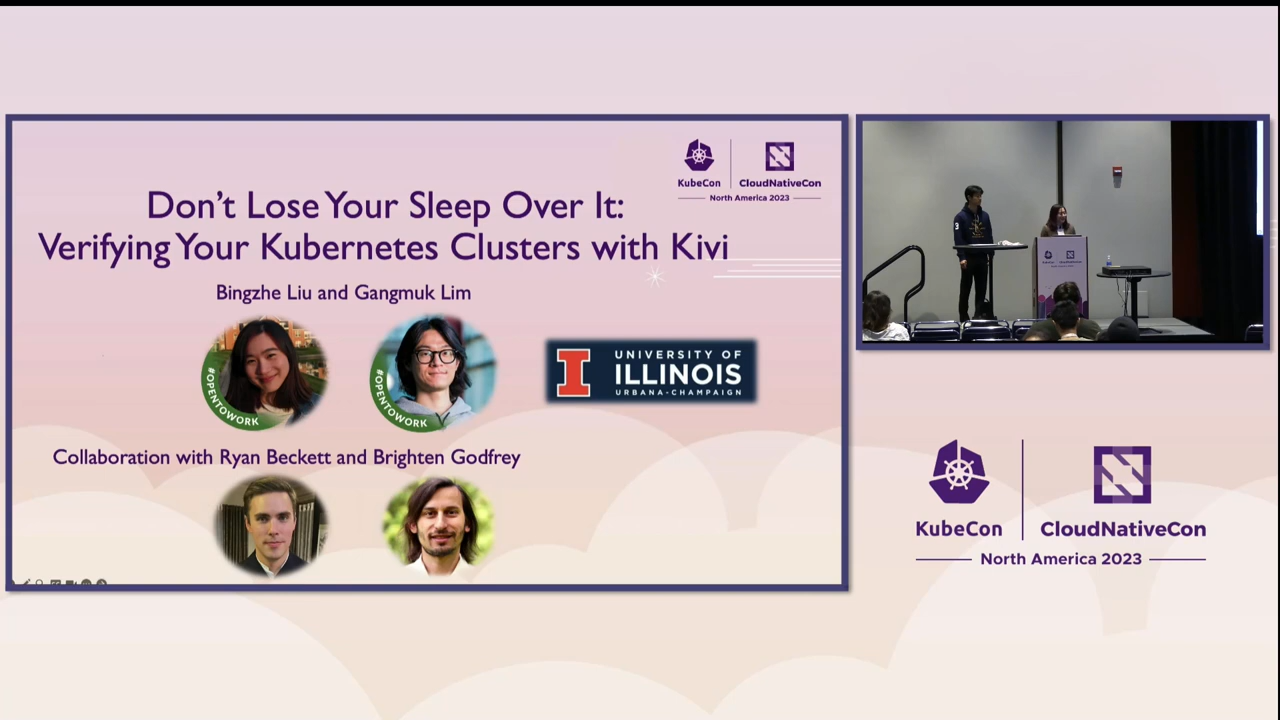 KubeCon
CloudNativeCon
North America 2023
Don't Lose Your Sleep Over It:
Verifying Your Kubernetes Clusters with Kivi
Bingzhe Liu and Gangmuk Lim
#OPENTOWORK
#OPENTOWORK
UNIVERSITY OF
ILLINOIS
URBANA-CHAMPAIGN
Collaboration with Ryan Beckett and Brighten Godfrey
KubeCon
CloudNativeCon
North America 2023